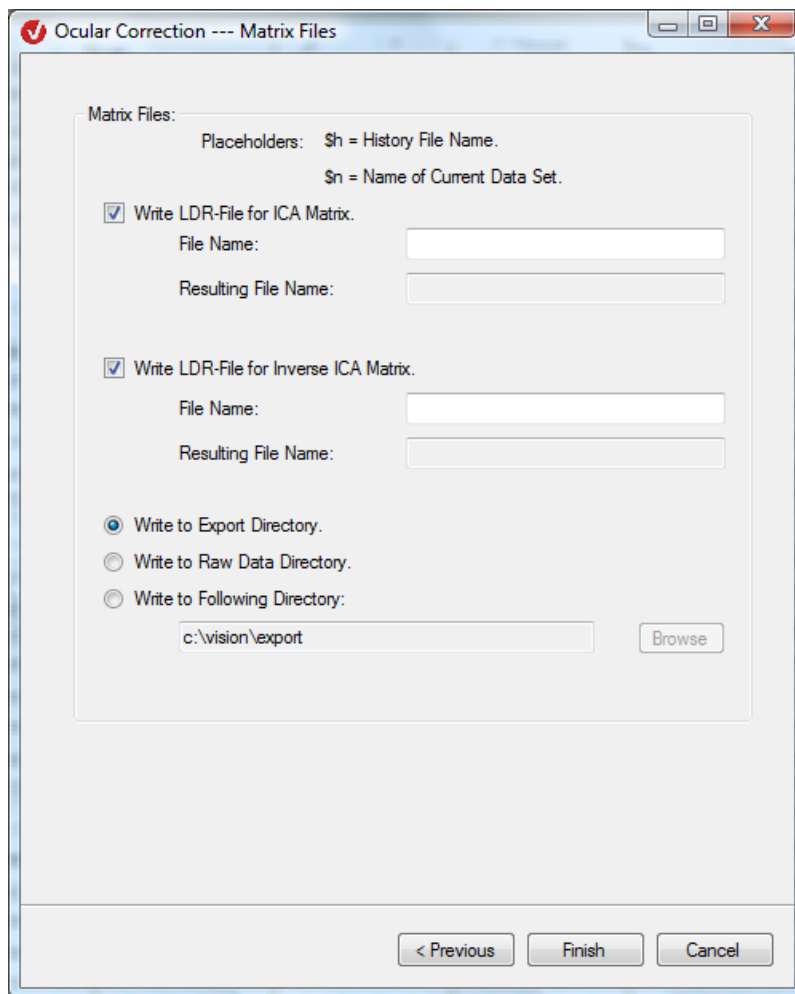 Ocular Correction --- Matrix Files
Matrix Files:
Placeholders: $h = History File Name.
$n = Name of Current Data Set.
Write LDR-File for ICA Matrix.
File Name:
Resulting File Name:
Write LDR-File for Inverse ICA Matrix.
File Name:
Resulting File Name:
Write to Export Directory.
Write to Raw Data Directory.
Write to Following Directory:
c:\vision\export Browse
< Previous Finish Cancel